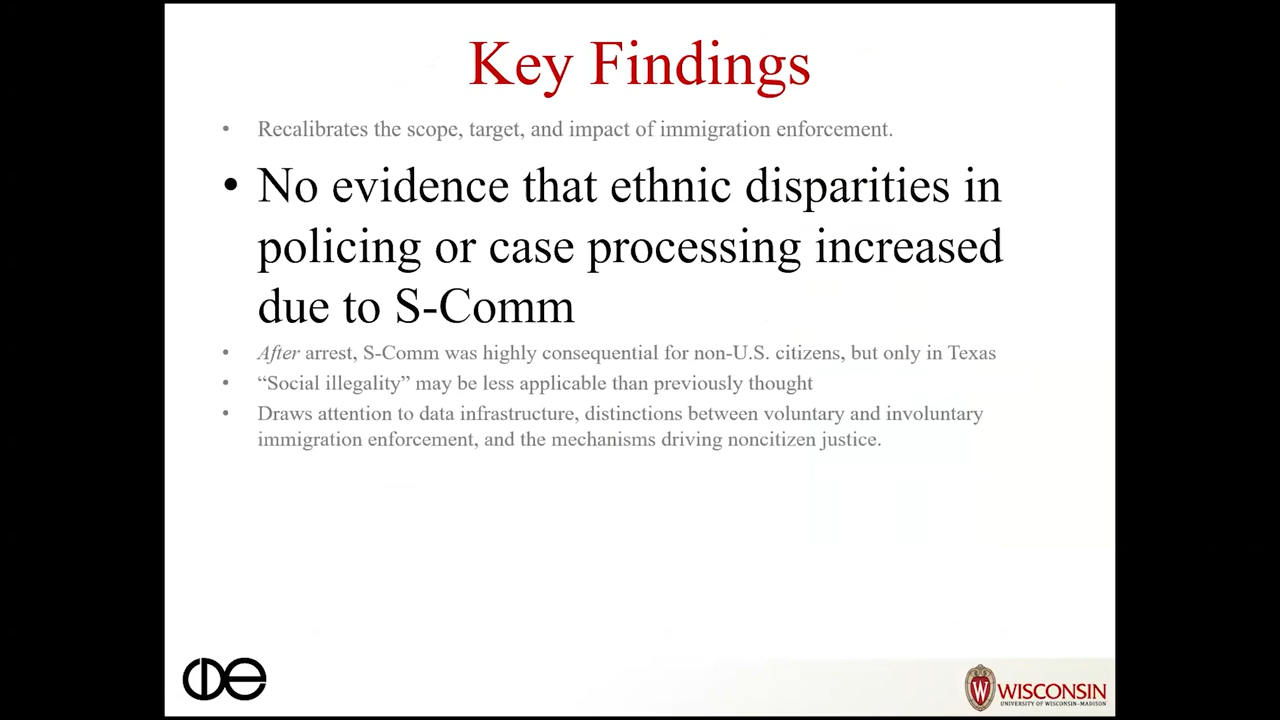 Key Findings
• Recalibrates the scope, target, and impact of immigration enforcement.
• No evidence that ethnic disparities in
policing or case processing increased
due to S-Comm
• After arrest, S-Comm was highly consequential for non-U.S. citizens, but only in Texas
• “Social illegality” may be less applicable than previously thought
• Draws attention to data infrastructure, distinctions between voluntary and involuntary
immigration enforcement, and the mechanisms driving noncitizen justice.
cde
W WISCONSIN
UNIVERSITY OF WISCONSIN–MADISON